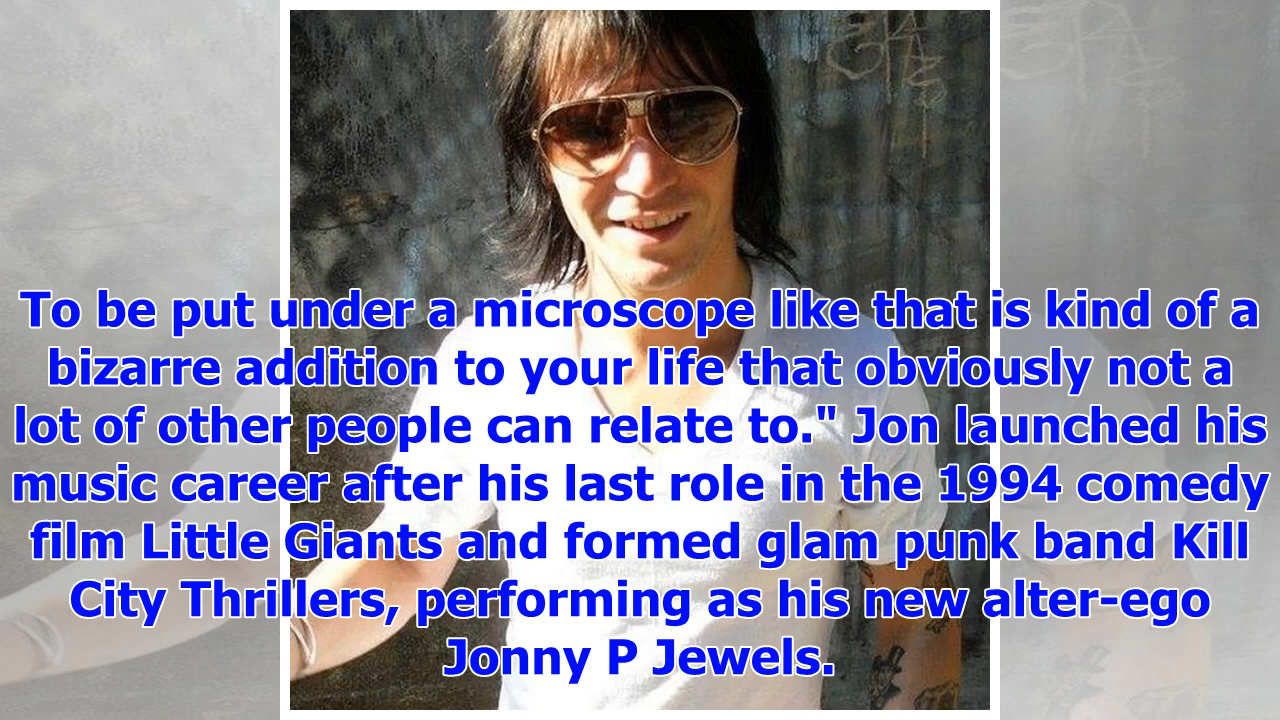 To be put under a microscope like that is kind of a
bizarre addition to your life that obviously not a
lot of other people can relate to." Jon launched his
music career after his last role in the 1994 comedy
film Little Giants and formed glam punk band Kill
City Thrillers, performing as his new alter-ego
Jonny P Jewels.